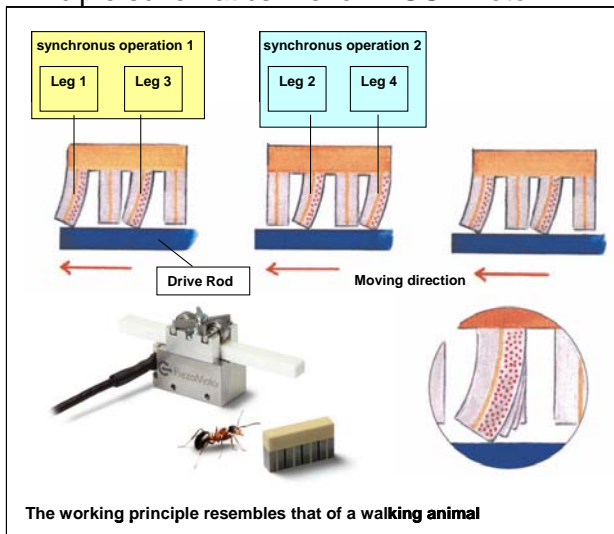 synchronus operation 1
Leg 1
Leg 3
synchronus operation 2
Leg 2
Leg 4
Drive Rod
Moving direction
PiezoMotor
The working principle resembles that of a walking animal